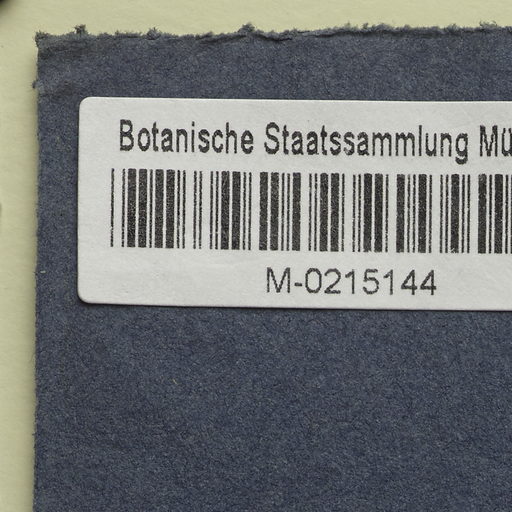 Botanische Staatssammlung Mü
M-0215144